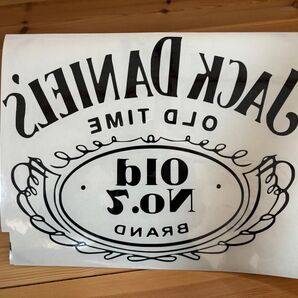 JACK DANIEL'S
OLD TIME
Old
No.7
BRAND